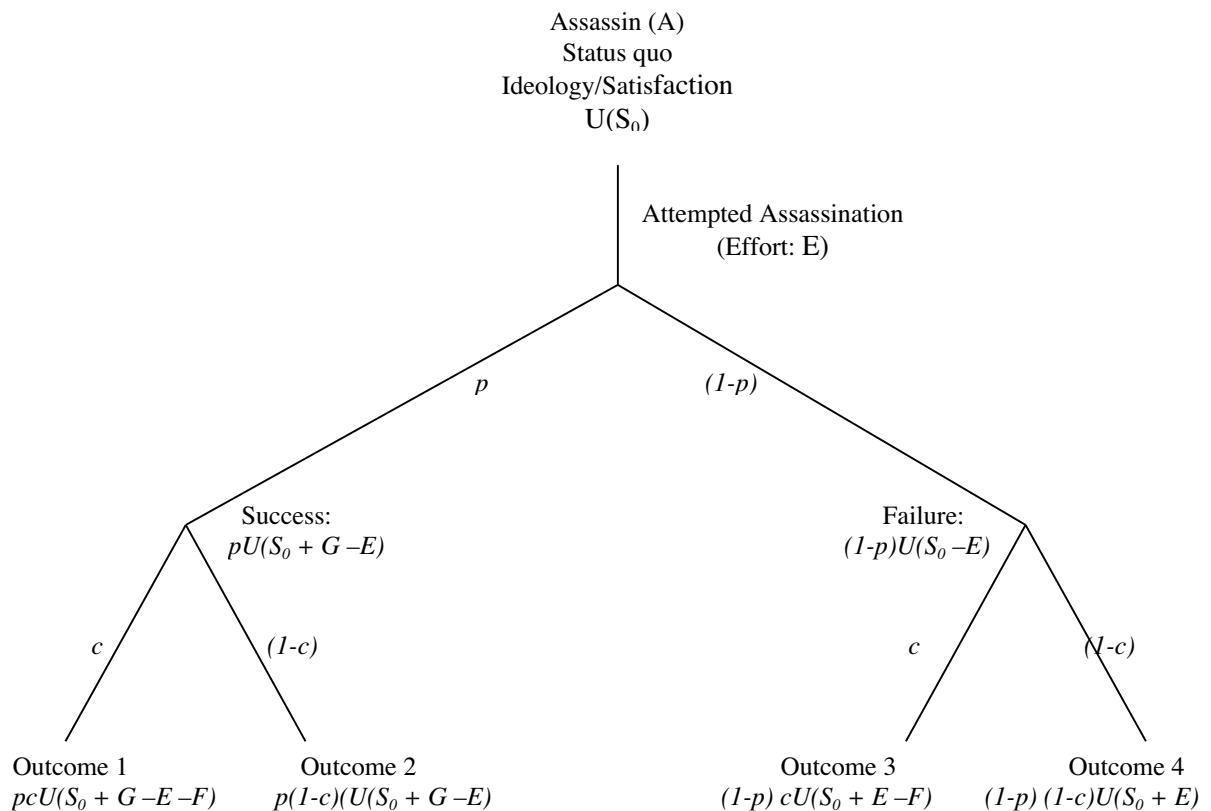 Assassin (A)
Status quo
Ideology/Satisfaction
U(S₀)
Attempted Assassination
(Effort: E)
p
(1-p)
Success:
pU(S₀ + G –E)
Failure:
(1-p)U(S₀ –E)
c
(1-c)
c
(1-c)
Outcome 1
pcU(S₀ + G –E –F)
Outcome 2
p(1-c)(U(S₀ + G –E)
Outcome 3
(1-p) cU(S₀ + E –F)
Outcome 4
(1-p) (1-c)U(S₀ + E)